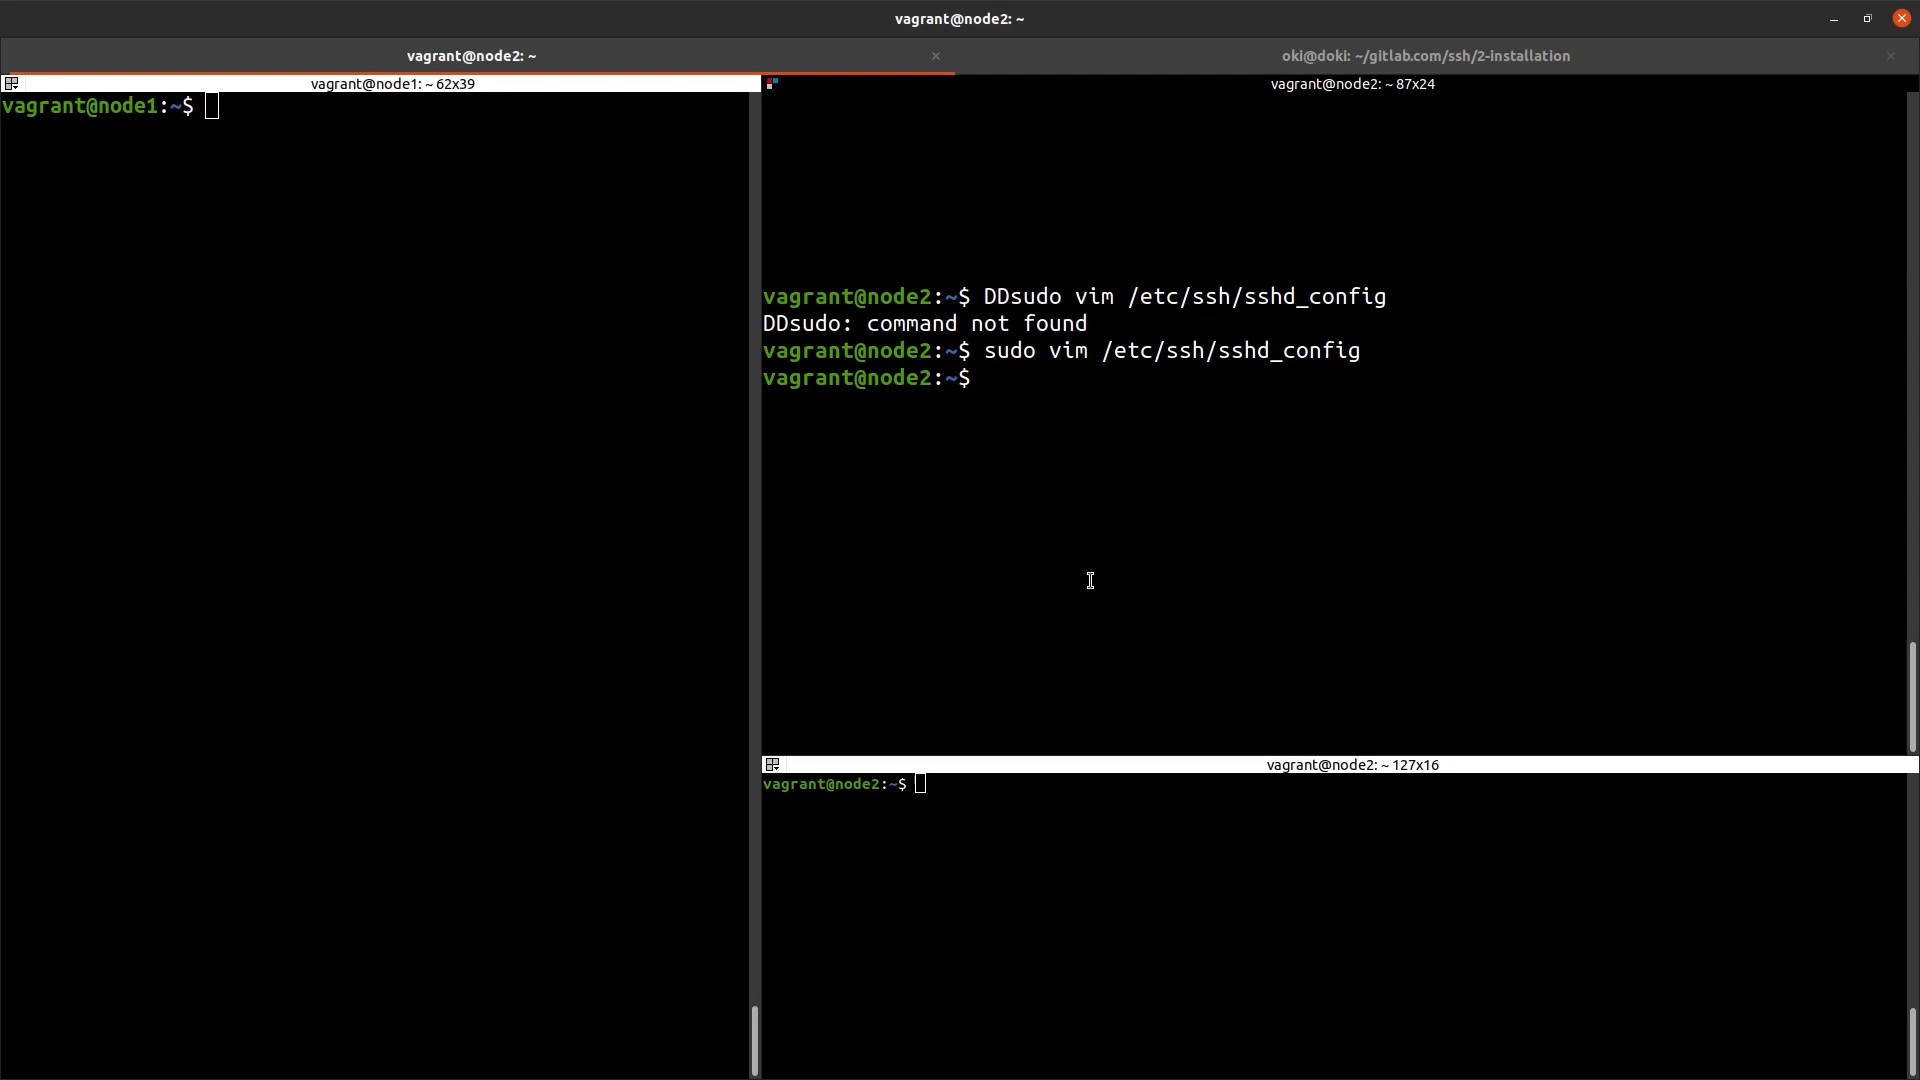 vagrant@node2: ~
vagrant@node2: ~
oki@doki: ~/gitlab.com/ssh/2-installation
vagrant@node1: ~ 62x39
vagrant@node1:~$
vagrant@node2: ~ 87x24
vagrant@node2:~$ DDsudo vim /etc/ssh/sshd_config
DDsudo: command not found
vagrant@node2:~$ sudo vim /etc/ssh/sshd_config
vagrant@node2:~$
vagrant@node2: ~ 127x16
vagrant@node2:~$